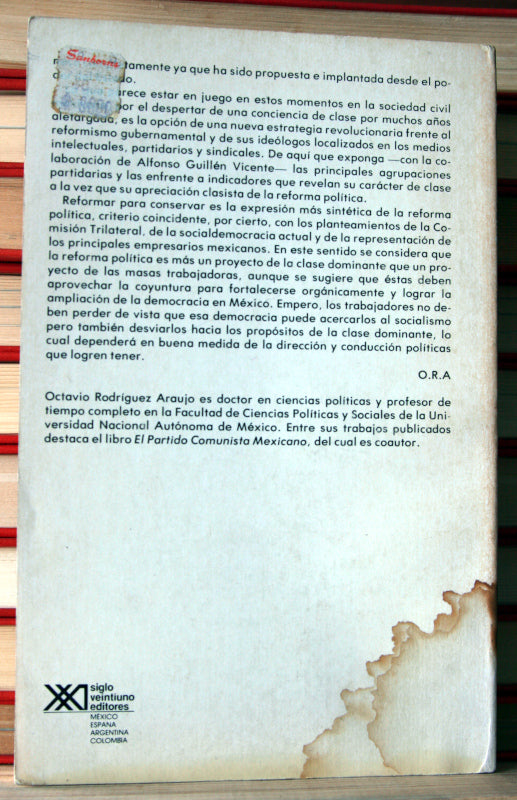 Sanborns
tamente ya que ha sido propuesta e implantada desde el po-
do.
arece estar en juego en estos momentos en la sociedad civil
por el despertar de una conciencia de clase por muchos años
aletargada, es la opción de una nueva estrategia revolucionaria frente al
reformismo gubernamental y de sus ideólogos localizados en los medios
intelectuales, partidarios y sindicales. De aquí que exponga —con la co-
laboración de Alfonso Guillén Vicente— las principales agrupaciones
partidarias y las enfrente a indicadores que revelan su carácter de clase
a la vez que su apreciación clasista de la reforma política.
Reformar para conservar es la expresión más sintética de la reforma
política, criterio coincidente, por cierto, con los planteamientos de la Co-
misión Trilateral, de la socialdemocracia actual y de la representación de
los principales empresarios mexicanos. En este sentido se considera que
la reforma política es más un proyecto de la clase dominante que un pro-
yecto de las masas trabajadoras, aunque se sugiere que éstas deben
aprovechar la coyuntura para fortalecerse orgánicamente y lograr la
ampliación de la democracia en México. Empero, los trabajadores no de-
ben perder de vista que esa democracia puede acercarlos al socialismo
pero también desviarlos hacia los propósitos de la clase dominante, lo
cual dependerá en buena medida de la dirección y conducción políticas
que logren tener.
O.R.A
Octavio Rodríguez Araujo es doctor en ciencias políticas y profesor de
tiempo completo en la Facultad de Ciencias Políticas y Sociales de la Uni-
versidad Nacional Autónoma de México. Entre sus trabajos publicados
destaca el libro El Partido Comunista Mexicano, del cual es coautor.
siglo
veintiuno
editores
MÉXICO
ESPAÑA
ARGENTINA
COLOMBIA